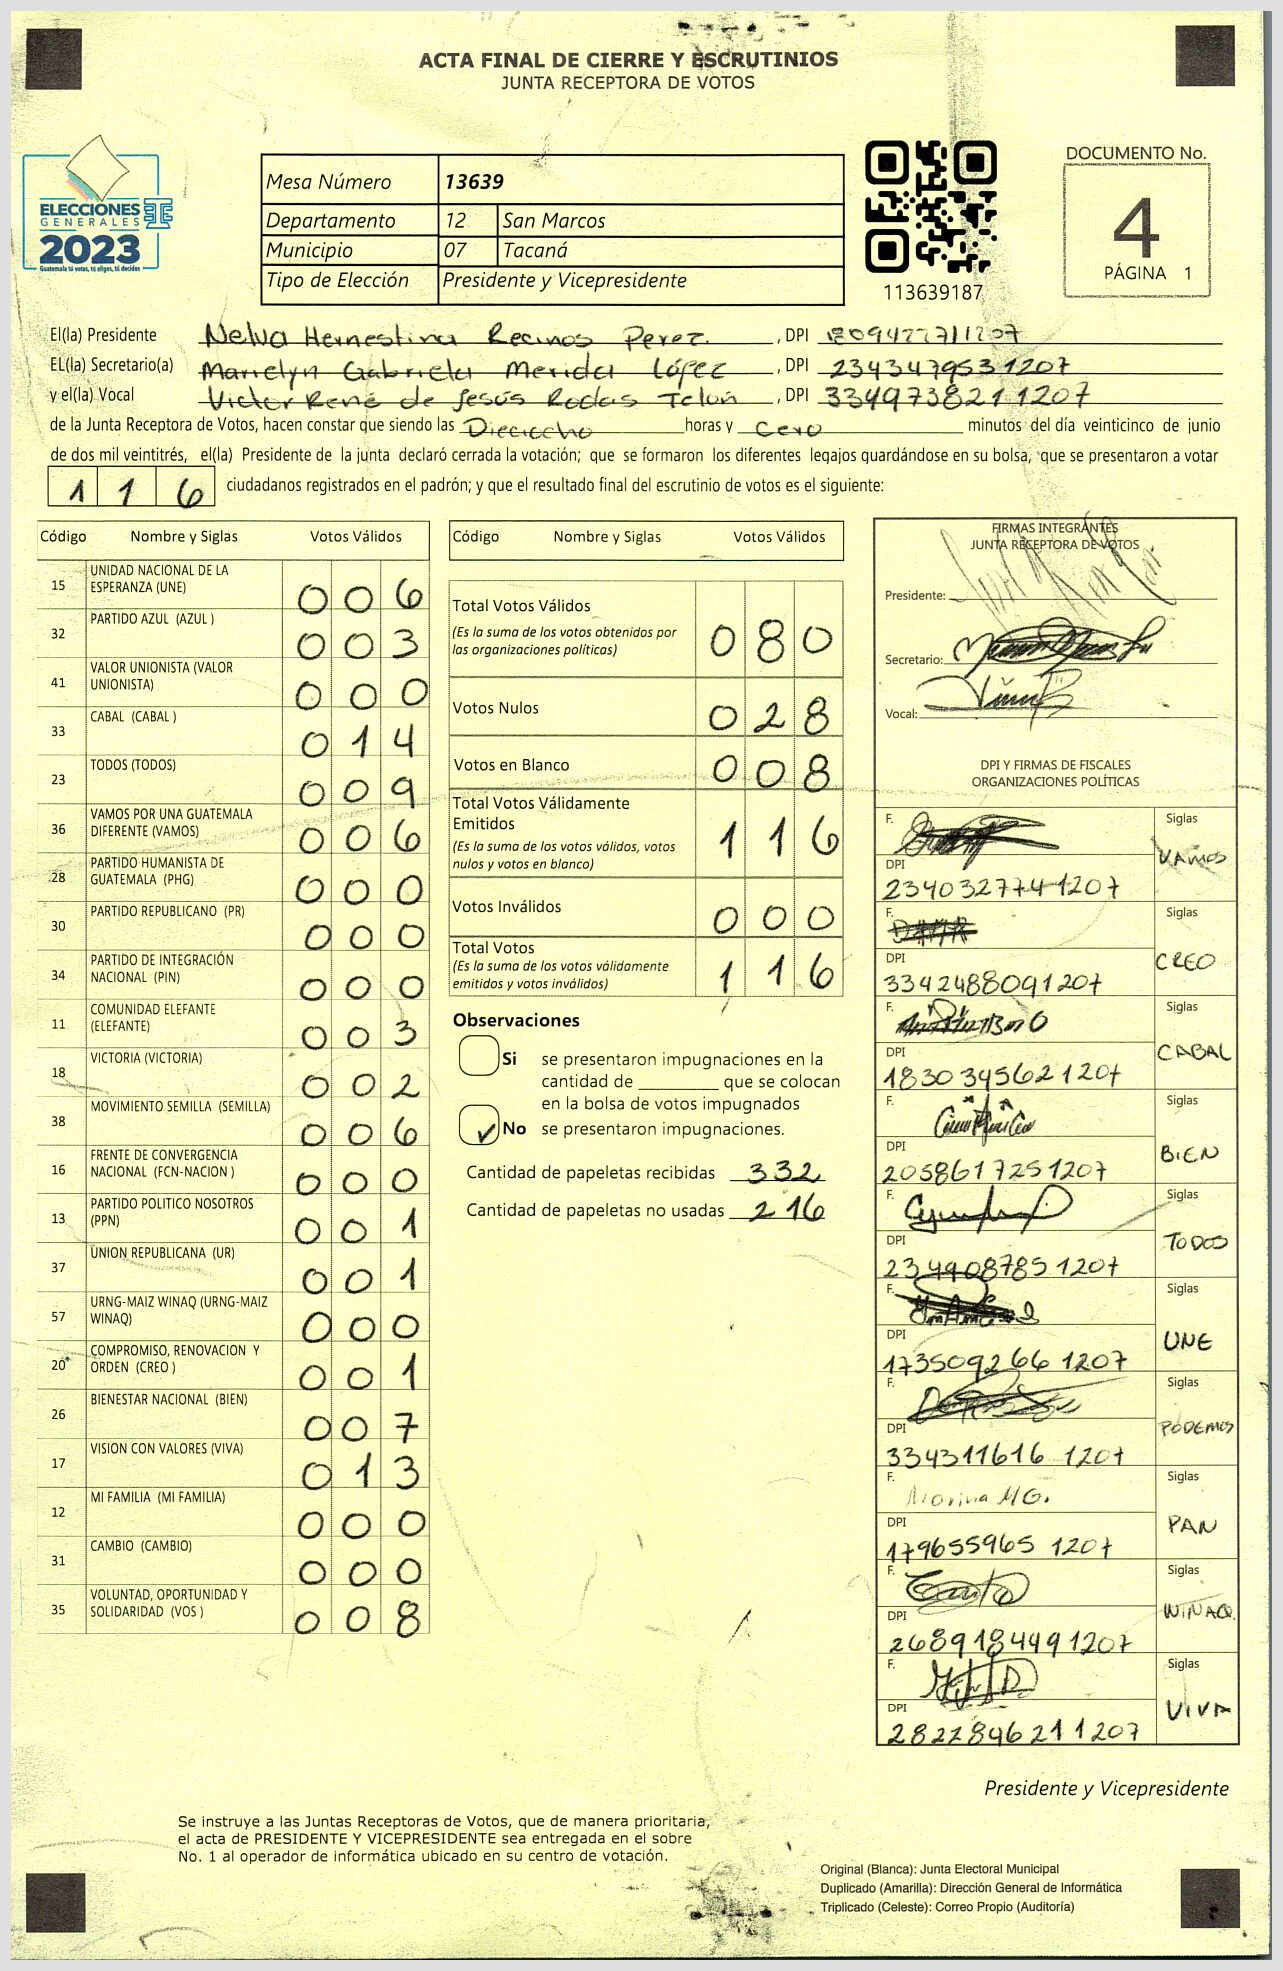 ACTA FINAL DE CIERRE Y ESCRUTINIOS
JUNTA RECEPTORA DE VOTOS
ELECCIONES
GENERALES
2023
Guatemala tú votas, tú eliges, tú decides
Mesa Número 13639
Departamento 12 San Marcos
Municipio 07 Tacaná
Tipo de Elección Presidente y Vicepresidente
113639187
DOCUMENTO No.
4
PÁGINA 1
El(la) Presidente Nelva Hernestina Recinos Perez. , DPI
EL(la) Secretario(a) Marielyn Gabriela Merida López , DPI 2343479531207
y el(la) Vocal Victor René de Jesús Rodas Telón , DPI 3349738211207
de la Junta Receptora de Votos, hacen constar que siendo las Dieciocho horas y Cero minutos del día veinticinco de junio
de dos mil veintitrés, el(la) Presidente de la junta declaró cerrada la votación; que se formaron los diferentes legajos quardándose en su bolsa, que se presentaron a votar
1 1 6 ciudadanos registrados en el padrón; y que el resultado final del escrutinio de votos es el siguiente:
Código Nombre y Siglas Votos Válidos
15 UNIDAD NACIONAL DE LA ESPERANZA (UNE) 0 0 6
32 PARTIDO AZUL (AZUL ) 0 0 3
41 VALOR UNIONISTA (VALOR UNIONISTA) 0 0 0
33 CABAL (CABAL ) 0 1 4
23 TODOS (TODOS) 0 0 9
36 VAMOS POR UNA GUATEMALA DIFERENTE (VAMOS) 0 0 6
28 PARTIDO HUMANISTA DE GUATEMALA (PHG) 0 0 0
30 PARTIDO REPUBLICANO (PR) 0 0 0
34 PARTIDO DE INTEGRACIÓN NACIONAL (PIN) 0 0 0
11 COMUNIDAD ELEFANTE (ELEFANTE) 0 0 3
18 VICTORIA (VICTORIA) 0 0 2
38 MOVIMIENTO SEMILLA (SEMILLA) 0 0 6
16 FRENTE DE CONVERGENCIA NACIONAL (FCN-NACION ) 0 0 0
13 PARTIDO POLITICO NOSOTROS (PPN) 0 0 1
37 UNION REPUBLICANA (UR) 0 0 1
57 URNG-MAIZ WINAQ (URNG-MAIZ WINAQ) 0 0 0
20 COMPROMISO, RENOVACION Y ORDEN (CREO ) 0 0 1
26 BIENESTAR NACIONAL (BIEN) 0 0 7
17 VISION CON VALORES (VIVA) 0 1 3
12 MI FAMILIA (MI FAMILIA) 0 0 0
31 CAMBIO (CAMBIO) 0 0 0
35 VOLUNTAD, OPORTUNIDAD Y SOLIDARIDAD (VOS ) 0 0 8
Código Nombre y Siglas Votos Válidos
Total Votos Válidos 0 8 0
(Es la suma de los votos obtenidos por
las organizaciones políticas)
Votos Nulos 0 2 8
Votos en Blanco 0 0 8
Total Votos Válidamente
Emitidos 1 1 6
(Es la suma de los votos válidos, votos
nulos y votos en blanco)
Votos Inválidos 0 0 0
Total Votos 1 1 6
(Es la suma de los votos válidamente
emitidos y votos inválidos)
Observaciones
Si se presentaron impugnaciones en la
cantidad de ________ que se colocan
en la bolsa de votos impugnados
No se presentaron impugnaciones.
Cantidad de papeletas recibidas 332
Cantidad de papeletas no usadas 216
FIRMAS INTEGRANTES
JUNTA RECEPTORA DE VOTOS
Presidente:
Secretario:
Vocal:
DPI Y FIRMAS DE FISCALES
ORGANIZACIONES POLÍTICAS
F. Siglas VAMOS
DPI 2340327741207
F. Siglas CREO
DPI 3342488091207
F. Siglas CABAL
DPI 1830345621207
F. Siglas BIEN
DPI 2058617251207
F. Siglas TODOS
DPI 2349087851207
F. Siglas UNE
DPI 1735092661207
F. Siglas PODEMOS
DPI 334311616 1207
F. Marina MG. Siglas PAN
DPI 179655965 1207
F. Siglas WINAQ.
DPI 2689184491207
F. Siglas VIVA
DPI 2822846211207
Presidente y Vicepresidente
Se instruye a las Juntas Receptoras de Votos, que de manera prioritaria,
el acta de PRESIDENTE Y VICEPRESIDENTE sea entregada en el sobre
No. 1 al operador de informática ubicado en su centro de votación.
Original (Blanca): Junta Electoral Municipal
Duplicado (Amarilla): Dirección General de Informática
Triplicado (Celeste): Correo Propio (Auditoría)